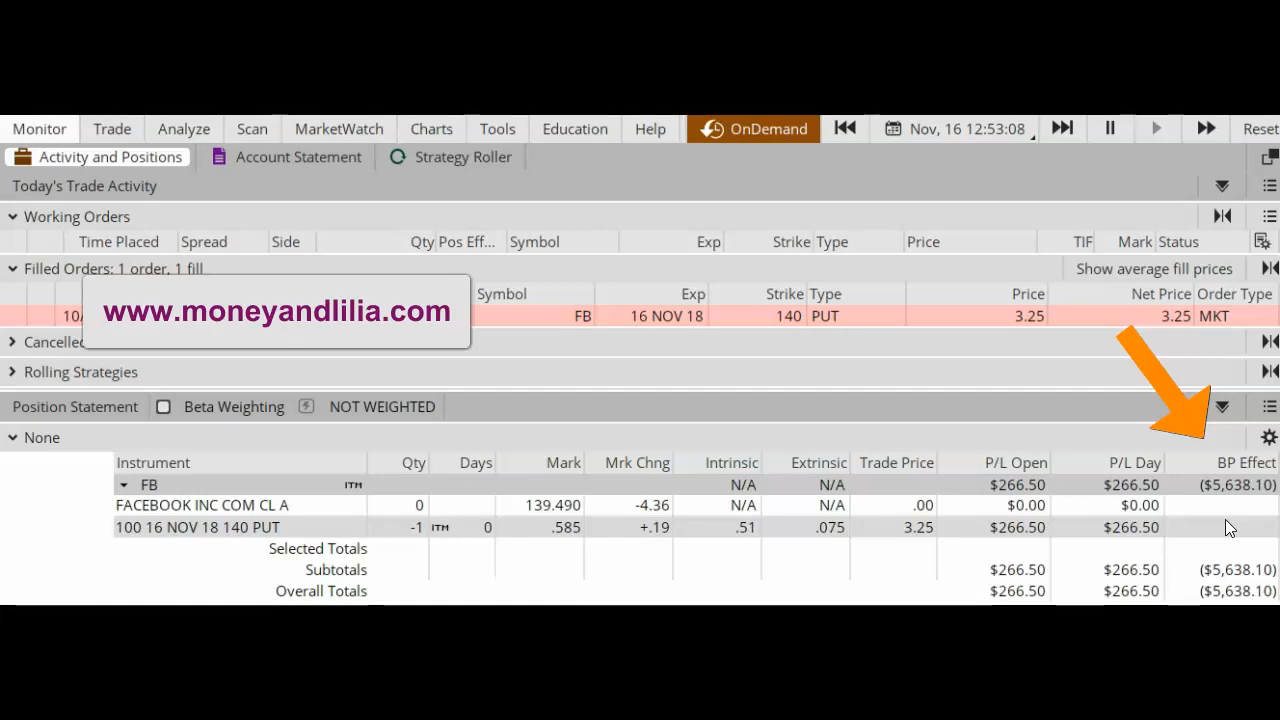 Monitor Trade Analyze Scan MarketWatch Charts Tools Education Help OnDemand Nov, 16 12:53:08 Reset
Activity and Positions Account Statement Strategy Roller
Today's Trade Activity
Working Orders
Time Placed Spread Side Qty Pos Eff... Symbol Exp Strike Type Price TIF Mark Status
Filled Orders: 1 order, 1 fill Show average fill prices
Symbol Exp Strike Type Price Net Price Order Type
www.moneyandlilia.com
10/ FB 16 NOV 18 140 PUT 3.25 3.25 MKT
Cancelled
Rolling Strategies
Position Statement Beta Weighting NOT WEIGHTED
None
Instrument Qty Days Mark Mrk Chng Intrinsic Extrinsic Trade Price P/L Open P/L Day BP Effect
FB ITM N/A N/A $266.50 $266.50 ($5,638.10)
FACEBOOK INC COM CL A 0 139.490 -4.36 N/A N/A .00 $0.00 $0.00
100 16 NOV 18 140 PUT -1 ITM 0 .585 +.19 .51 .075 3.25 $266.50 $266.50
Selected Totals
Subtotals $266.50 $266.50 ($5,638.10)
Overall Totals $266.50 $266.50 ($5,638.10)